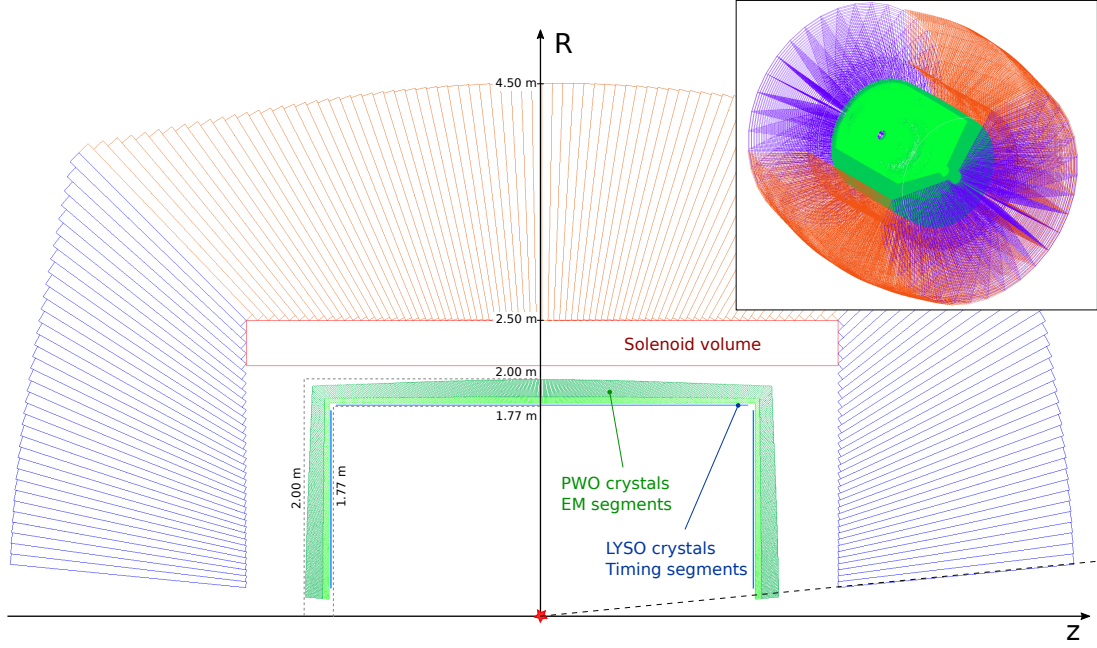 R
4.50 m
2.50 m
Solenoid volume
2.00 m
1.77 m
2.00 m
1.77 m
PWO crystals
EM segments
LYSO crystals
Timing segments
z